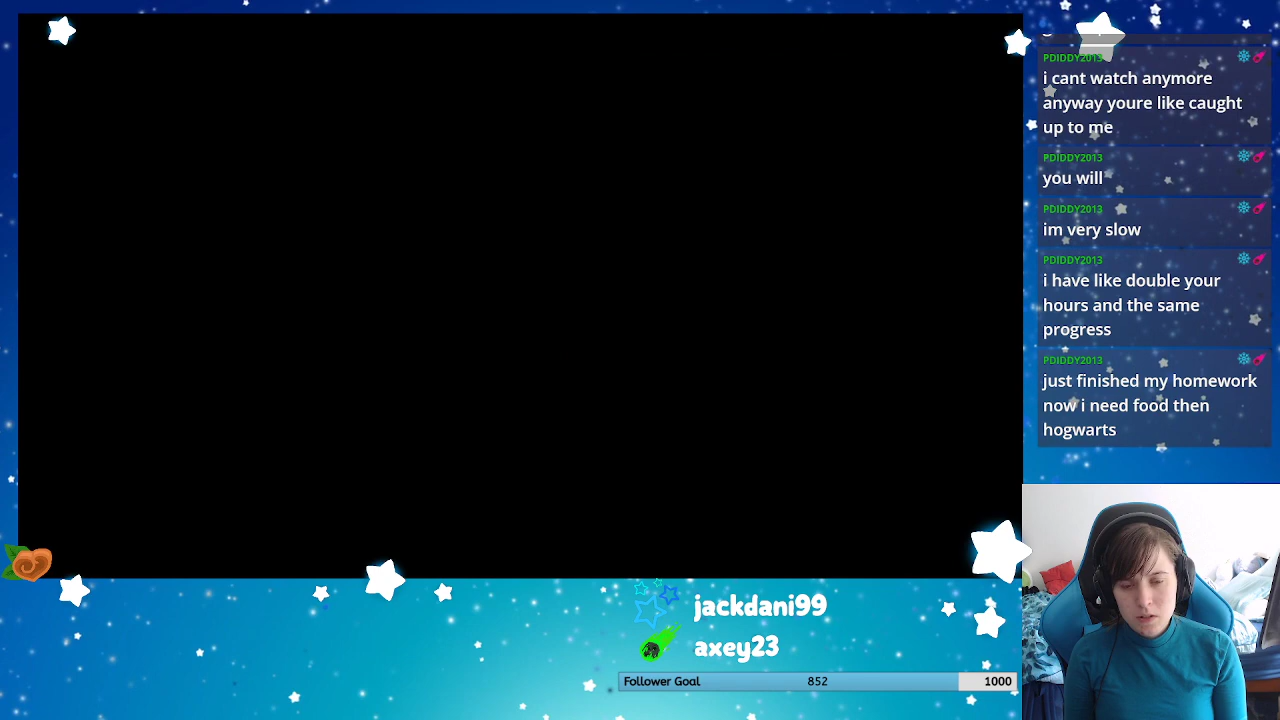 PDIDDY2013
i cant watch anymore
anyway youre like caught
up to me
PDIDDY2013
you will
PDIDDY2013
im very slow
PDIDDY2013
i have like double your
hours and the same
progress
PDIDDY2013
just finished my homework
now i need food then
hogwarts
jackdani99
axey23
Follower Goal 852 1000